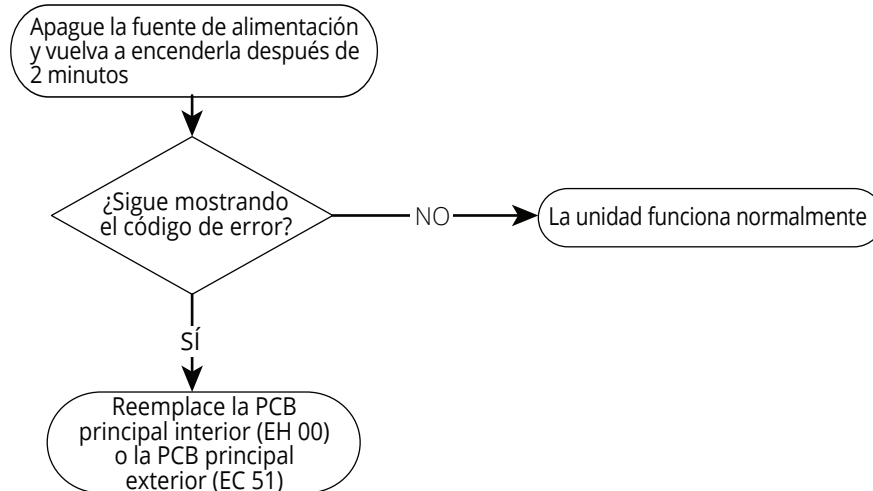 Apague la fuente de alimentación
y vuelva a encenderla después de
2 minutos
¿Sigue mostrando
el código de error?
NO
La unidad funciona normalmente
SÍ
Reemplace la PCB
principal interior (EH 00)
o la PCB principal
exterior (EC 51)